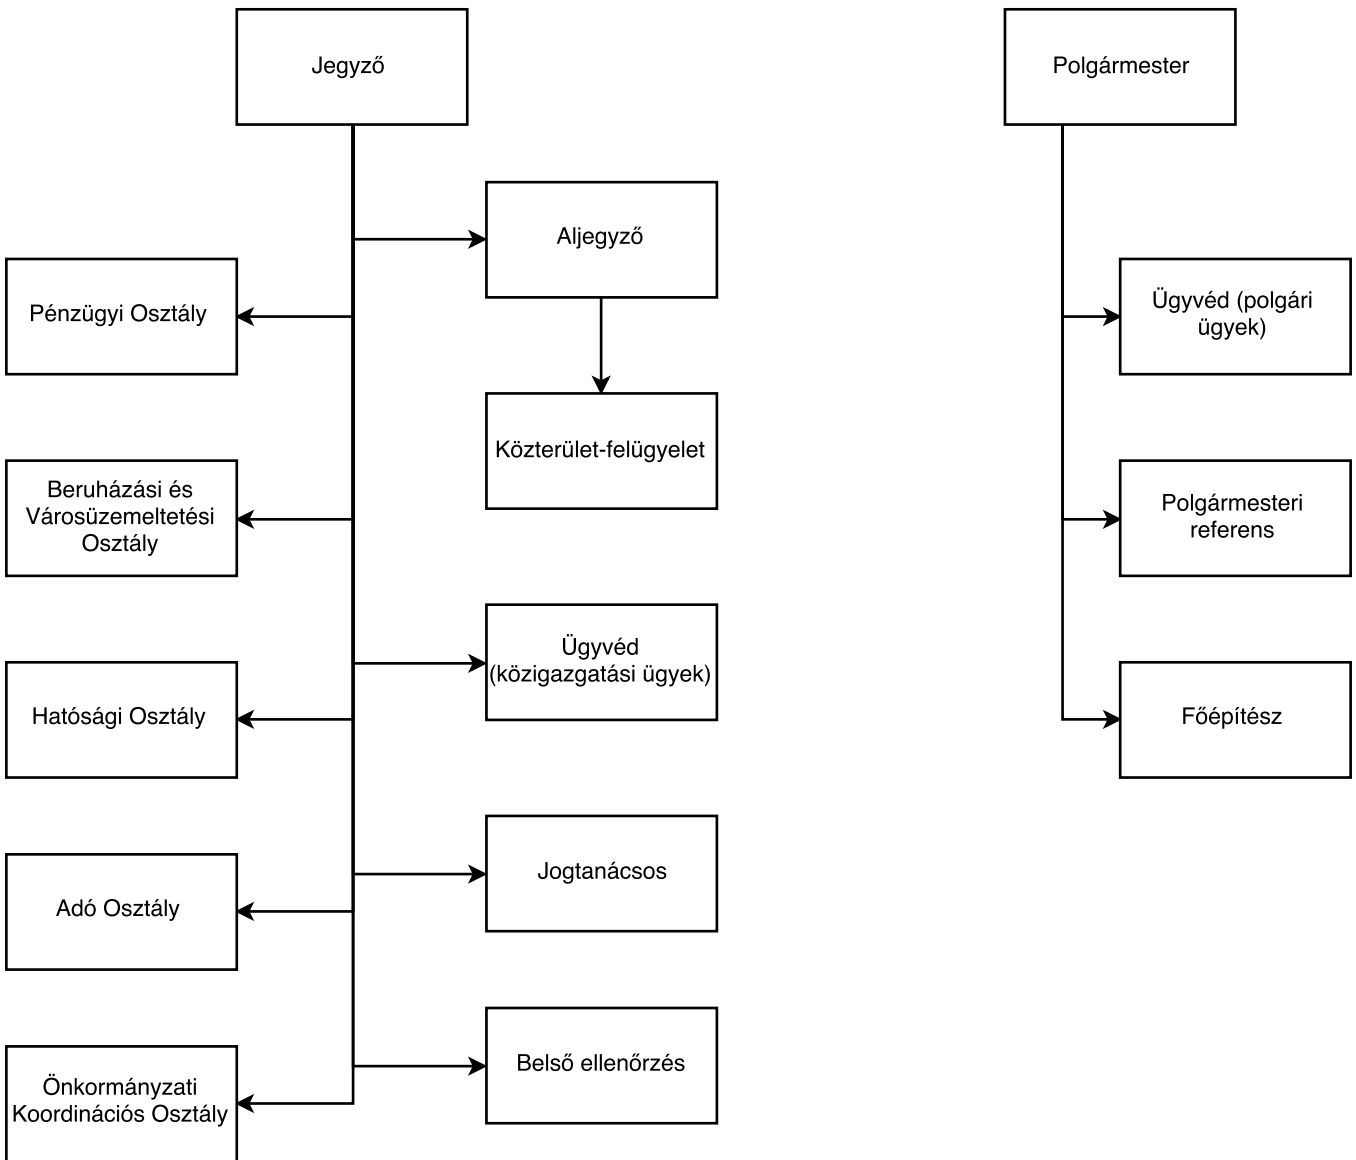 Jegyző
Polgármester
Aljegyző
Pénzügyi Osztály
Ügyvéd (polgári
ügyek)
Közterület-felügyelet
Beruházási és
Városüzemeltetési
Osztály
Polgármesteri
referens
Ügyvéd
(közigazgatási ügyek)
Hatósági Osztály
Főépítész
Jogtanácsos
Adó Osztály
Belső ellenőrzés
Önkormányzati
Koordinációs Osztály